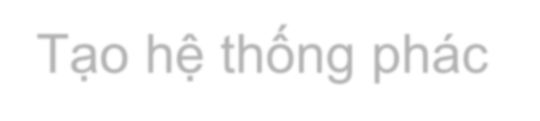 Tạo hệ thống phác